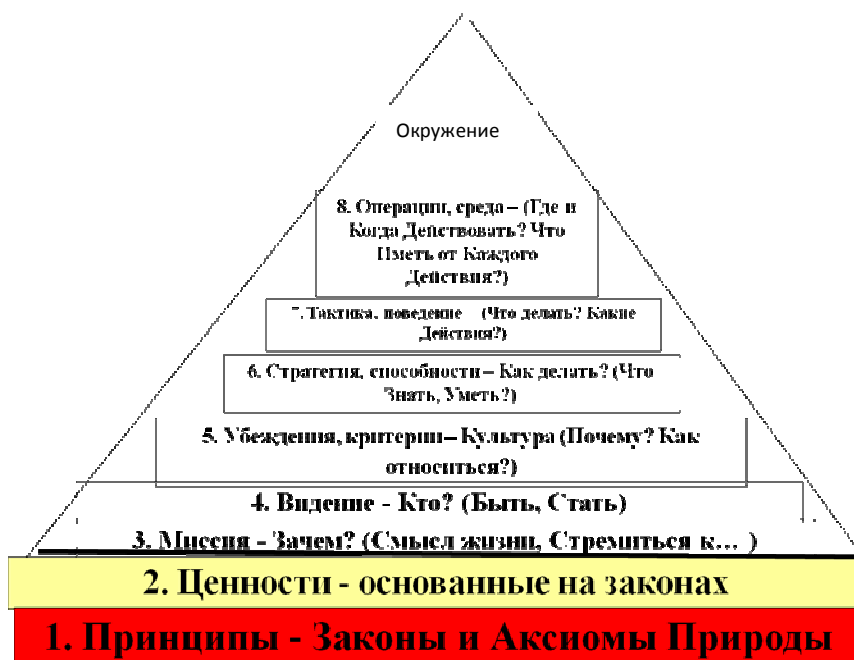 Окружение
8. Операции, среда – (Где и
Когда Действовать? Что
Иметь от Каждого
Действия?)
7. Тактика, поведение (Что делать? Какие
Действия?)
6. Стратегия, способности – Как делать? (Что
Знать, Уметь?)
5. Убеждения, критерии– Культура (Почему? Как
относиться?)
4. Видение - Кто? (Быть, Стать)
3. Миссия - Зачем? (Смысл жизни, Стремиться к... )
2. Ценности - основанные на законах
1. Принципы - Законы и Аксиомы Природы